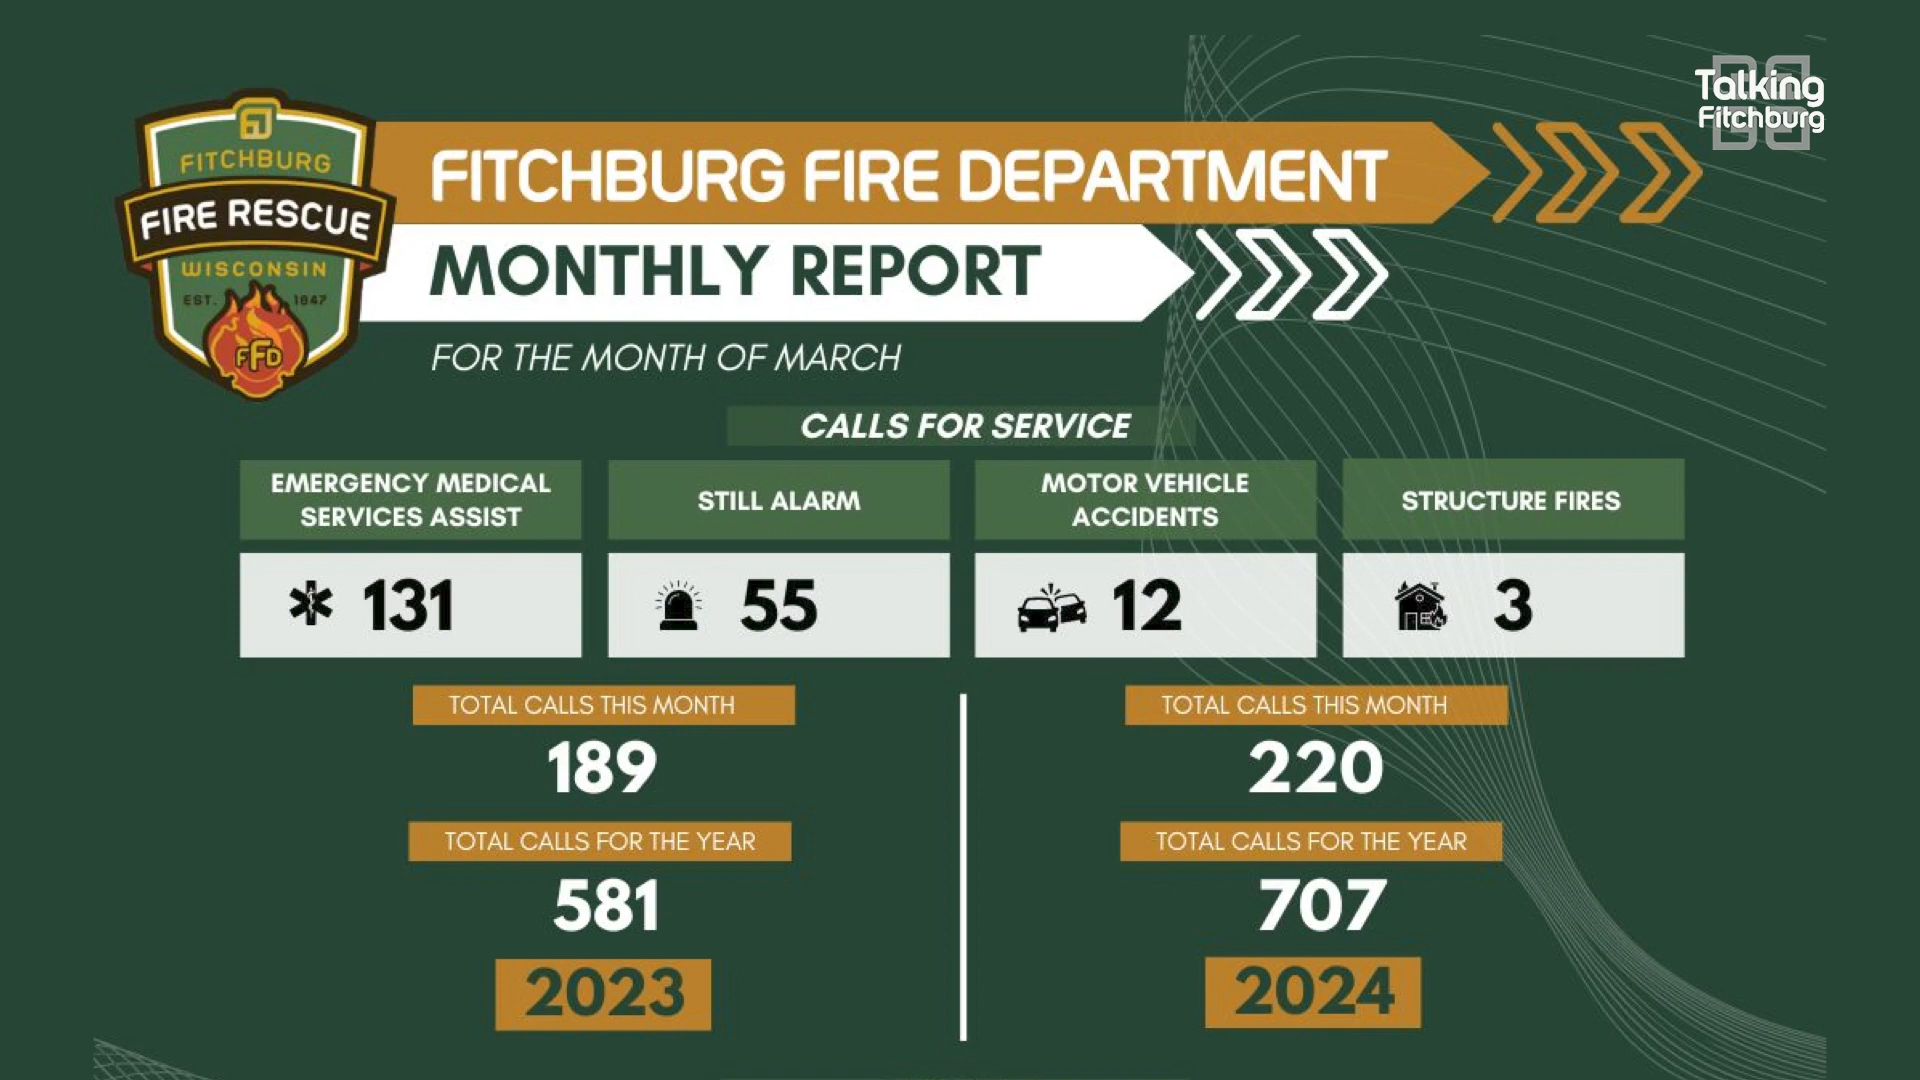 Talking
Fitchburg
FITCHBURG
FIRE RESCUE
WISCONSIN
EST. 1847
FFD
FITCHBURG FIRE DEPARTMENT
MONTHLY REPORT
FOR THE MONTH OF MARCH
CALLS FOR SERVICE
EMERGENCY MEDICAL
SERVICES ASSIST
131
STILL ALARM
55
MOTOR VEHICLE
ACCIDENTS
12
STRUCTURE FIRES
3
TOTAL CALLS THIS MONTH
189
TOTAL CALLS FOR THE YEAR
581
2023
TOTAL CALLS THIS MONTH
220
TOTAL CALLS FOR THE YEAR
707
2024